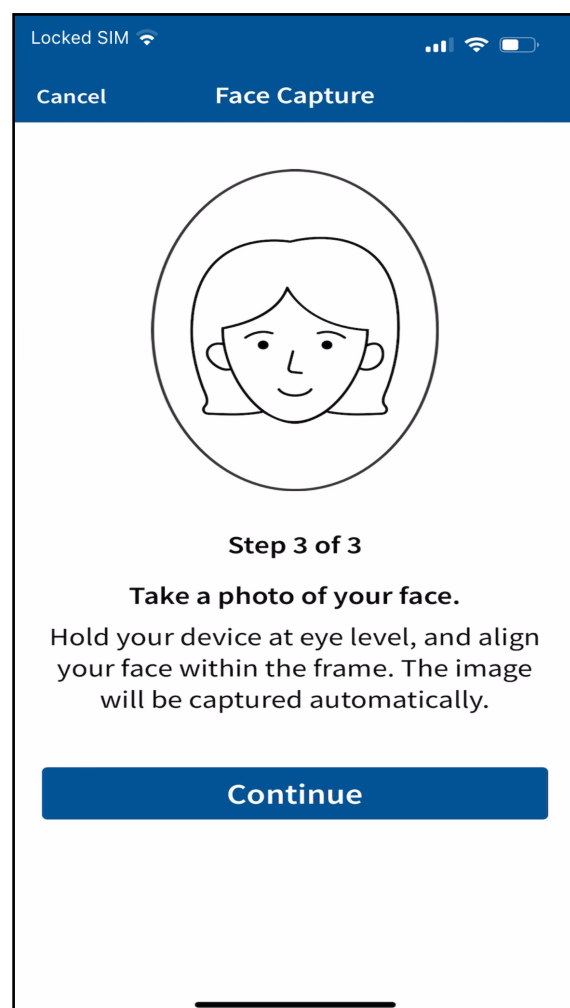 Locked SIM
Cancel
Face Capture
Step 3 of 3
Take a photo of your face.
Hold your device at eye level, and align
your face within the frame. The image
will be captured automatically.
Continue